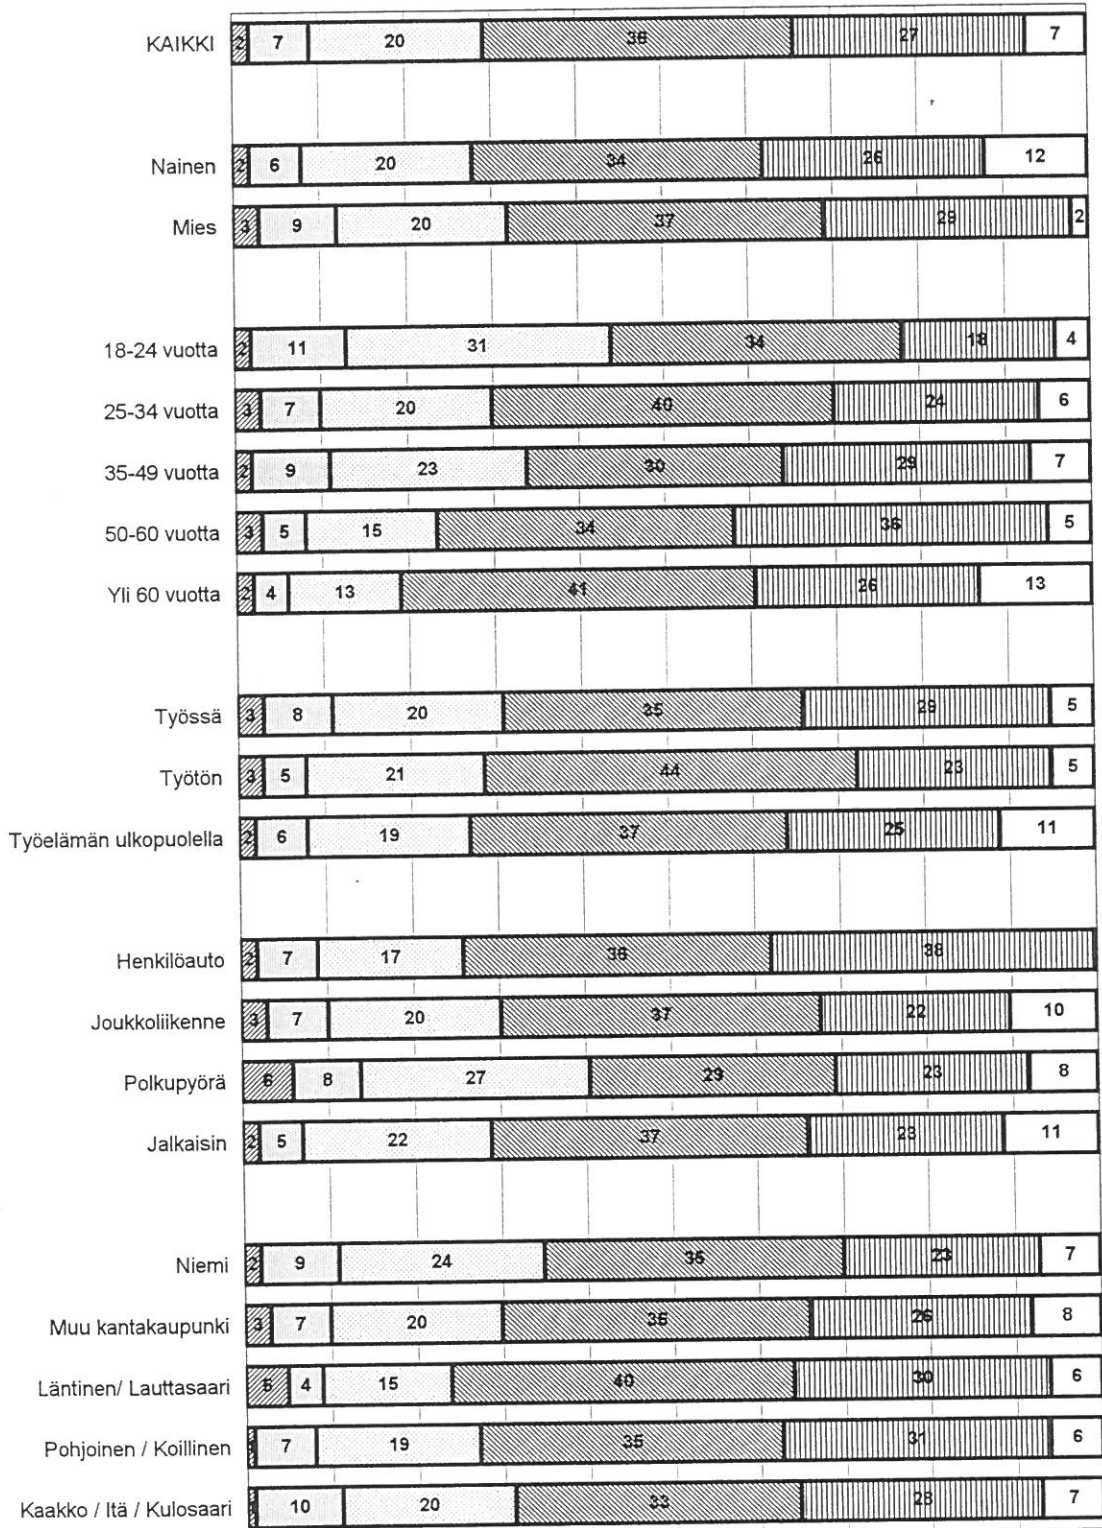 KAIKKI 2 7 20 36 27 7
Nainen 2 6 20 34 26 12
Mies 3 9 20 37 29 2
18-24 vuotta 2 11 31 34 18 4
25-34 vuotta 3 7 20 40 24 6
35-49 vuotta 2 9 23 30 29 7
50-60 vuotta 3 5 15 34 36 5
Yli 60 vuotta 2 4 13 41 26 13
Työssä 3 8 20 35 29 5
Työtön 3 5 21 44 23 5
Työelämän ulkopuolella 2 6 19 37 25 11
Henkilöauto 2 7 17 36 38
Joukkoliikenne 3 7 20 37 22 10
Polkupyörä 6 8 27 29 23 8
Jalkaisin 2 5 22 37 23 11
Niemi 2 9 24 35 23 7
Muu kantakaupunki 3 7 20 35 26 8
Läntinen/ Lauttasaari 5 4 15 40 30 6
Pohjoinen / Koillinen 7 19 35 31 6
Kaakko / Itä / Kulosaari 10 20 33 28 7